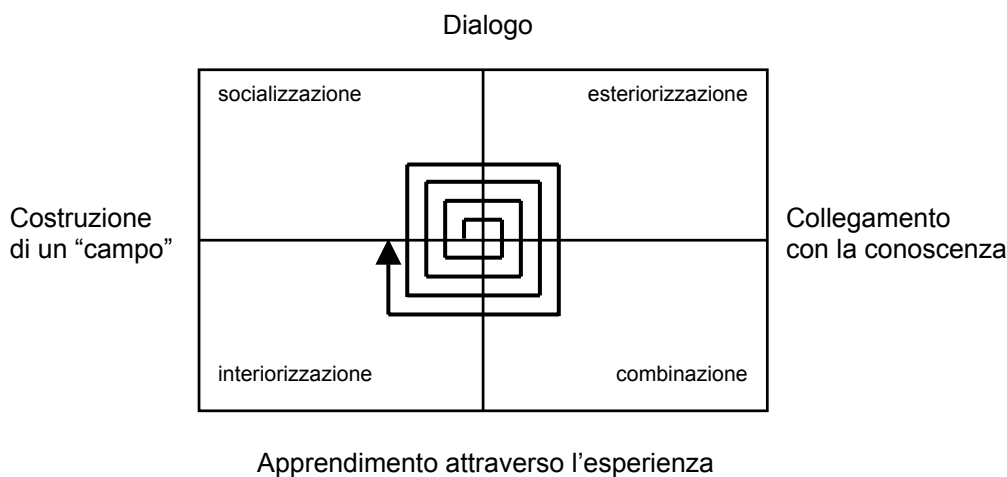 Dialogo
socializzazione
esteriorizzazione
Costruzione
di un “campo”
Collegamento
con la conoscenza
interiorizzazione
combinazione
Apprendimento attraverso l’esperienza